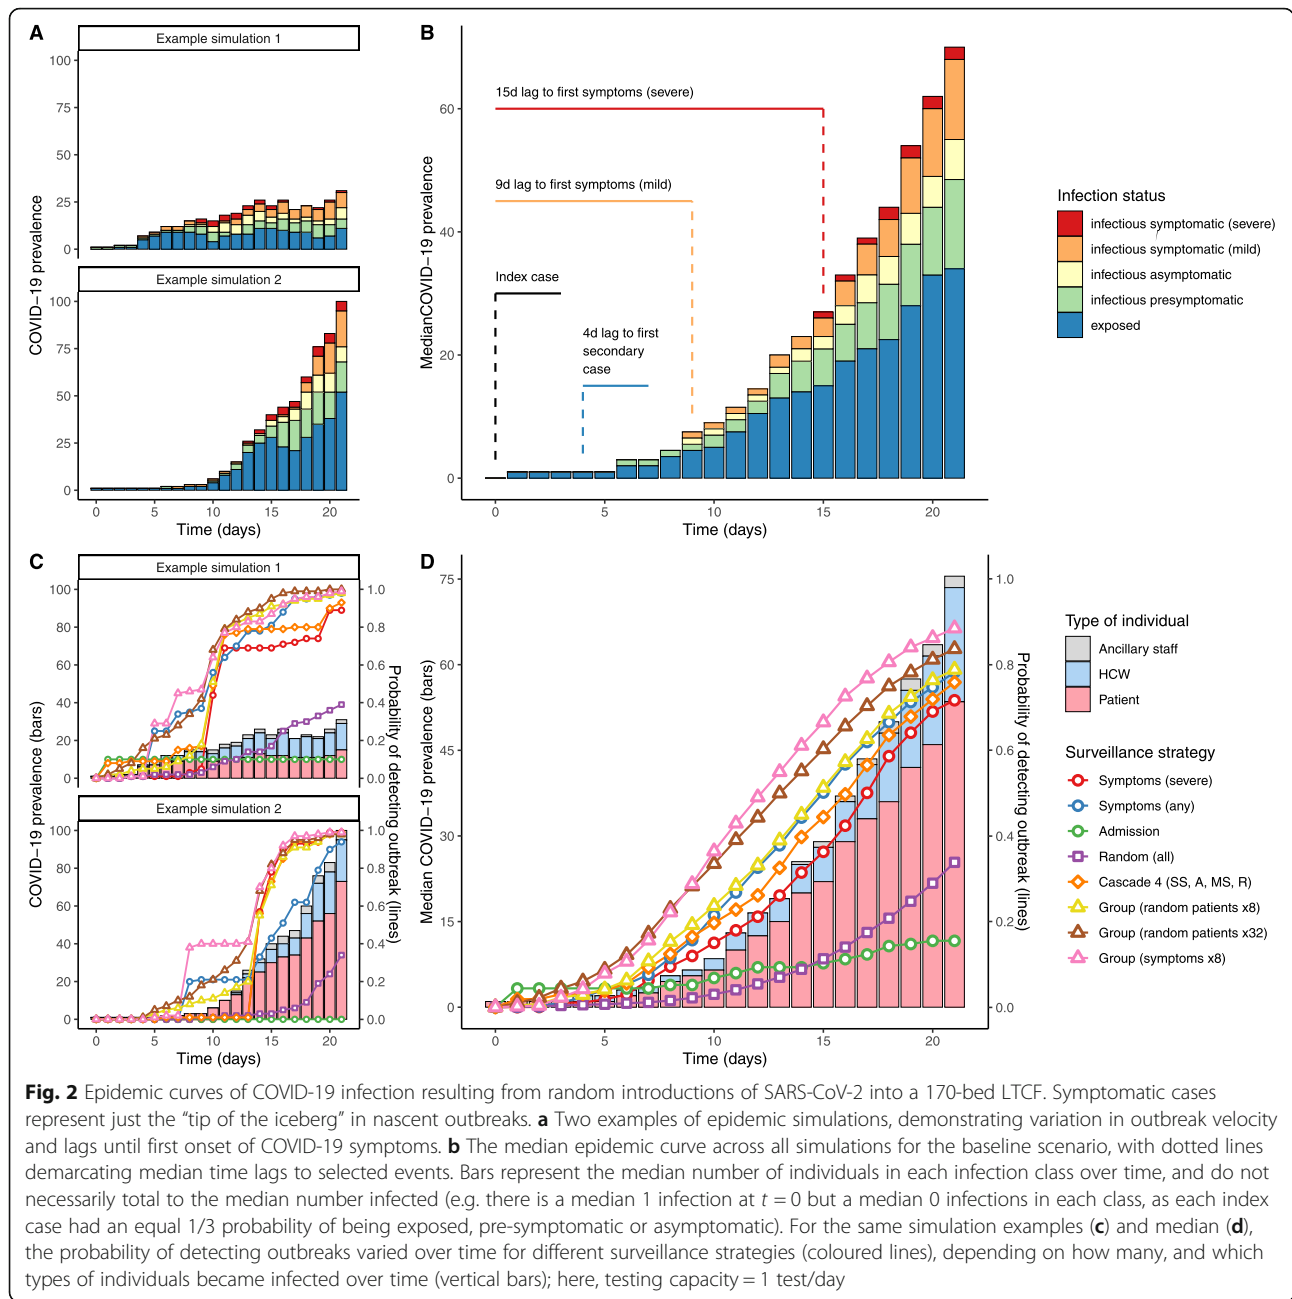 A
Example simulation 1
100
75
50
25
0
COVID−19 prevalence
Example simulation 2
100
75
50
25
0
0 5 10 15 20
Time (days)
B
MedianCOVID−19 prevalence
60
40
20
0
15d lag to first symptoms (severe)
9d lag to first symptoms (mild)
Index case
4d lag to first
secondary
case
0 5 10 15 20
Time (days)
Infection status
infectious symptomatic (severe)
infectious symptomatic (mild)
infectious asymptomatic
infectious presymptomatic
exposed
C
Example simulation 1
100
80
60
40
20
0
COVID−19 prevalence (bars)
1.0
0.8
0.6
0.4
0.2
0.0
Probability of detecting outbreak (lines)
Example simulation 2
100
80
60
40
20
0
COVID−19 prevalence (bars)
1.0
0.8
0.6
0.4
0.2
0.0
0 5 10 15 20
Time (days)
D
Median COVID−19 prevalence (bars)
75
60
45
30
15
0
1.0
0.8
0.6
0.4
0.2
0.0
Probability of detecting outbreak (lines)
0 5 10 15 20
Time (days)
Type of individual
Ancillary staff
HCW
Patient
Surveillance strategy
Symptoms (severe)
Symptoms (any)
Admission
Random (all)
Cascade 4 (SS, A, MS, R)
Group (random patients x8)
Group (random patients x32)
Group (symptoms x8)
Fig. 2 Epidemic curves of COVID-19 infection resulting from random introductions of SARS-CoV-2 into a 170-bed LTCF. Symptomatic cases
represent just the “tip of the iceberg” in nascent outbreaks. a Two examples of epidemic simulations, demonstrating variation in outbreak velocity
and lags until first onset of COVID-19 symptoms. b The median epidemic curve across all simulations for the baseline scenario, with dotted lines
demarcating median time lags to selected events. Bars represent the median number of individuals in each infection class over time, and do not
necessarily total to the median number infected (e.g. there is a median 1 infection at t = 0 but a median 0 infections in each class, as each index
case had an equal 1/3 probability of being exposed, pre-symptomatic or asymptomatic). For the same simulation examples (c) and median (d),
the probability of detecting outbreaks varied over time for different surveillance strategies (coloured lines), depending on how many, and which
types of individuals became infected over time (vertical bars); here, testing capacity = 1 test/day